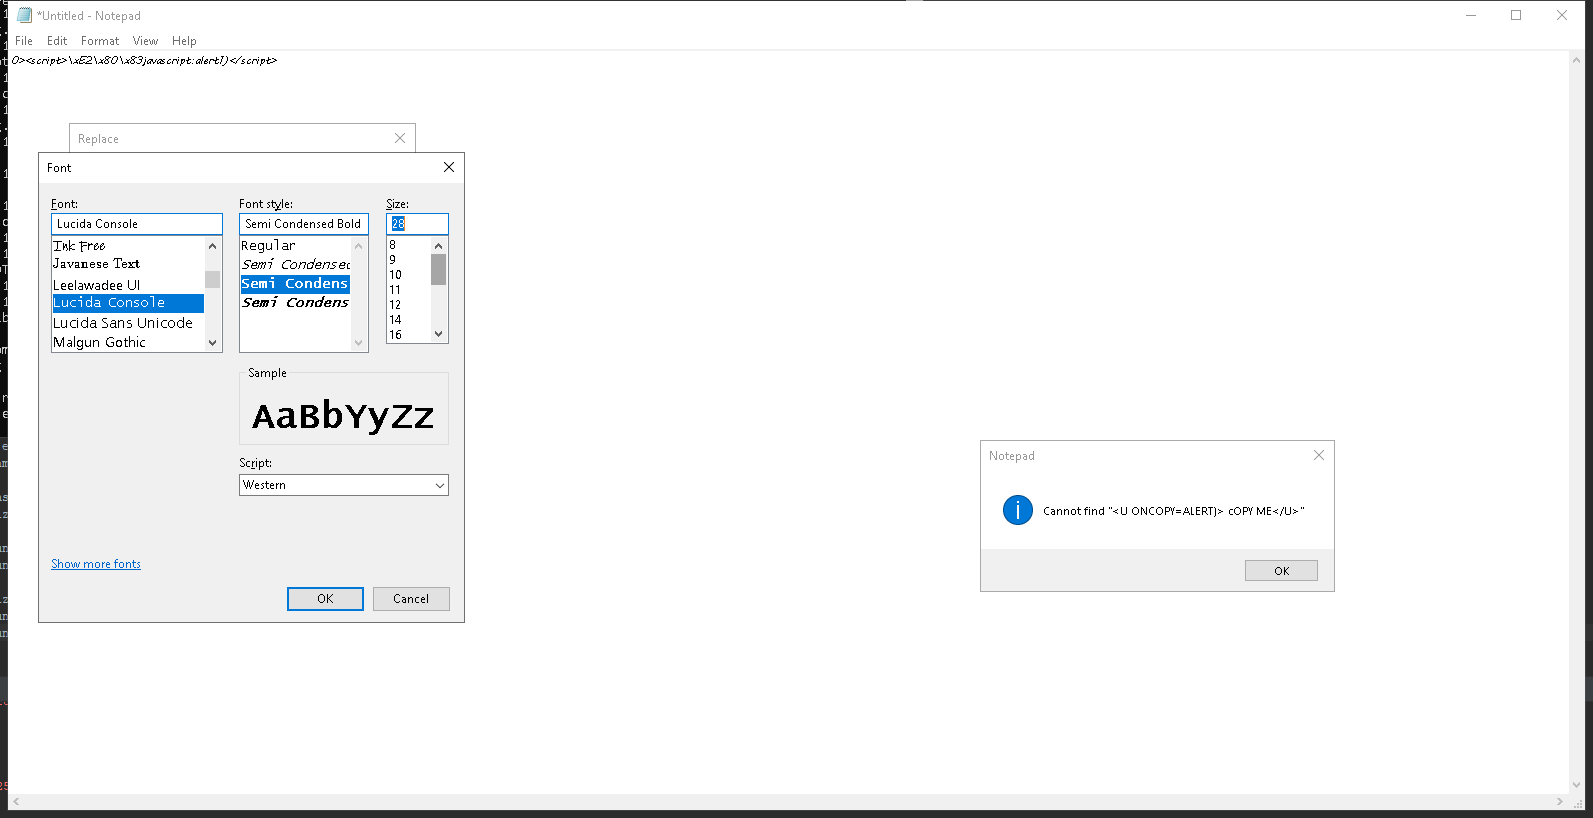 *Untitled - Notepad
File Edit Format View Help
0><script>\xE2\x80\x83javascript:alert1)</script>
Replace
Font
Font: Font style: Size:
Lucida Console Semi Condensed Bold 28
Ink Free Regular 8
Javanese Text Semi Condensed 9
Leelawadee UI Semi Condens 10
Lucida Console Semi Condens 11
Lucida Sans Unicode 12
Malgun Gothic 14
16
Sample
AaBbYyZz
Script:
Western
Show more fonts
OK Cancel
Notepad
Cannot find "<U ONCOPY=ALERT)> cOPY ME</U>"
OK